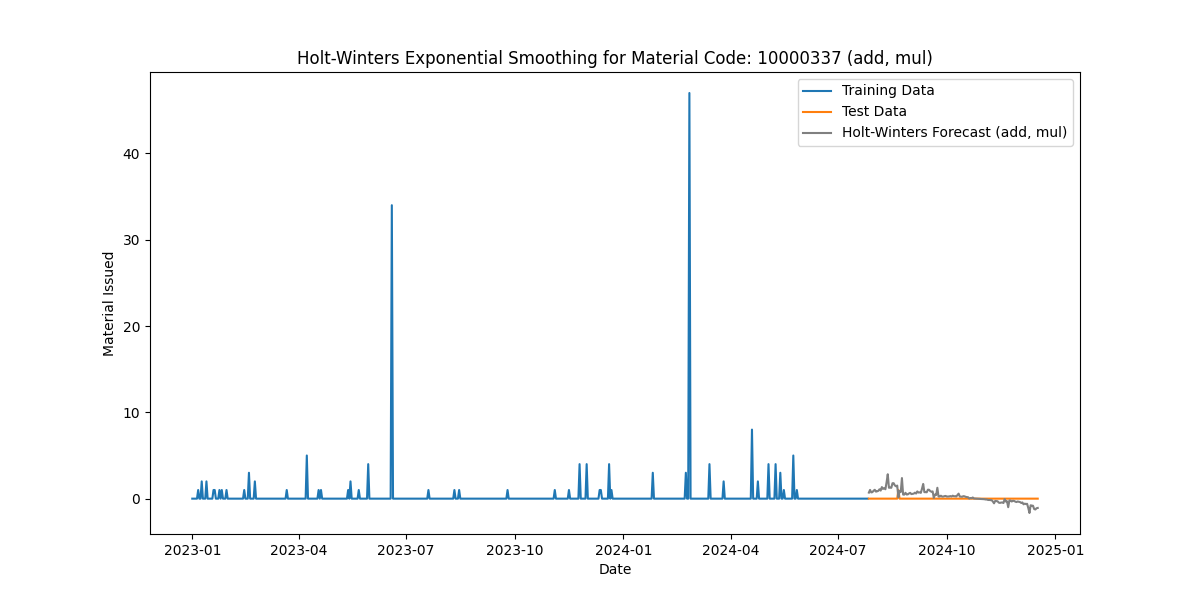 Holt-Winters Exponential Smoothing for Material Code: 10000337 (add, mul)
Training Data
Test Data
Holt-Winters Forecast (add, mul)
Material Issued
40
30
20
10
0
2023-01 2023-04 2023-07 2023-10 2024-01 2024-04 2024-07 2024-10 2025-01
Date